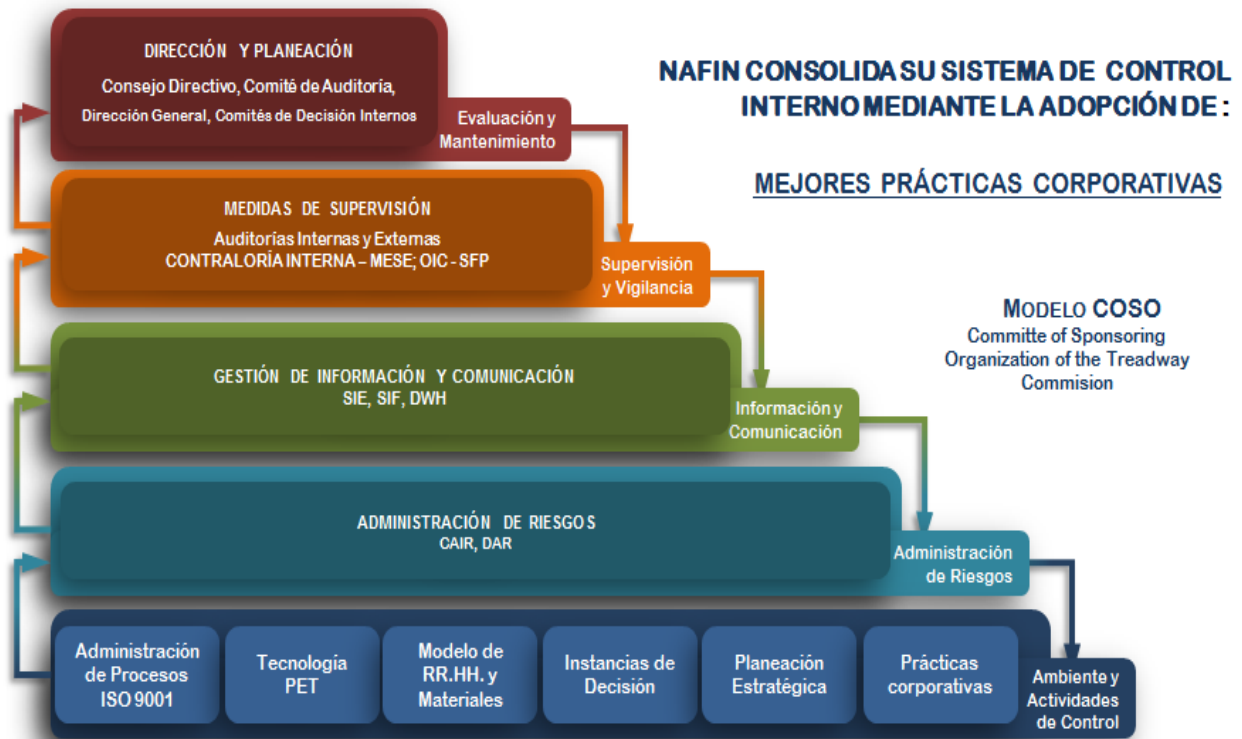 DIRECCIÓN Y PLANEACIÓN
Consejo Directivo, Comité de Auditoría,
Dirección General, Comités de Decisión Internos
Evaluación y
Mantenimiento
NAFIN CONSOLIDA SU SISTEMA DE CONTROL
INTERNO MEDIANTE LA ADOPCIÓN DE :
MEJORES PRÁCTICAS CORPORATIVAS
MEDIDAS DE SUPERVISIÓN
Auditorías Internas y Externas
CONTRALORÍA INTERNA – MESE; OIC - SFP
Supervisión
y Vigilancia
MODELO COSO
Committe of Sponsoring
Organization of the Treadway
Commision
GESTIÓN DE INFORMACIÓN Y COMUNICACIÓN
SIE, SIF, DWH
Información y
Comunicación
ADMINISTRACIÓN DE RIESGOS
CAIR, DAR
Administración
de Riesgos
Administración
de Procesos
ISO 9001
Tecnología
PET
Modelo de
RR.HH. y
Materiales
Instancias de
Decisión
Planeación
Estratégica
Prácticas
corporativas
Ambiente y
Actividades
de Control